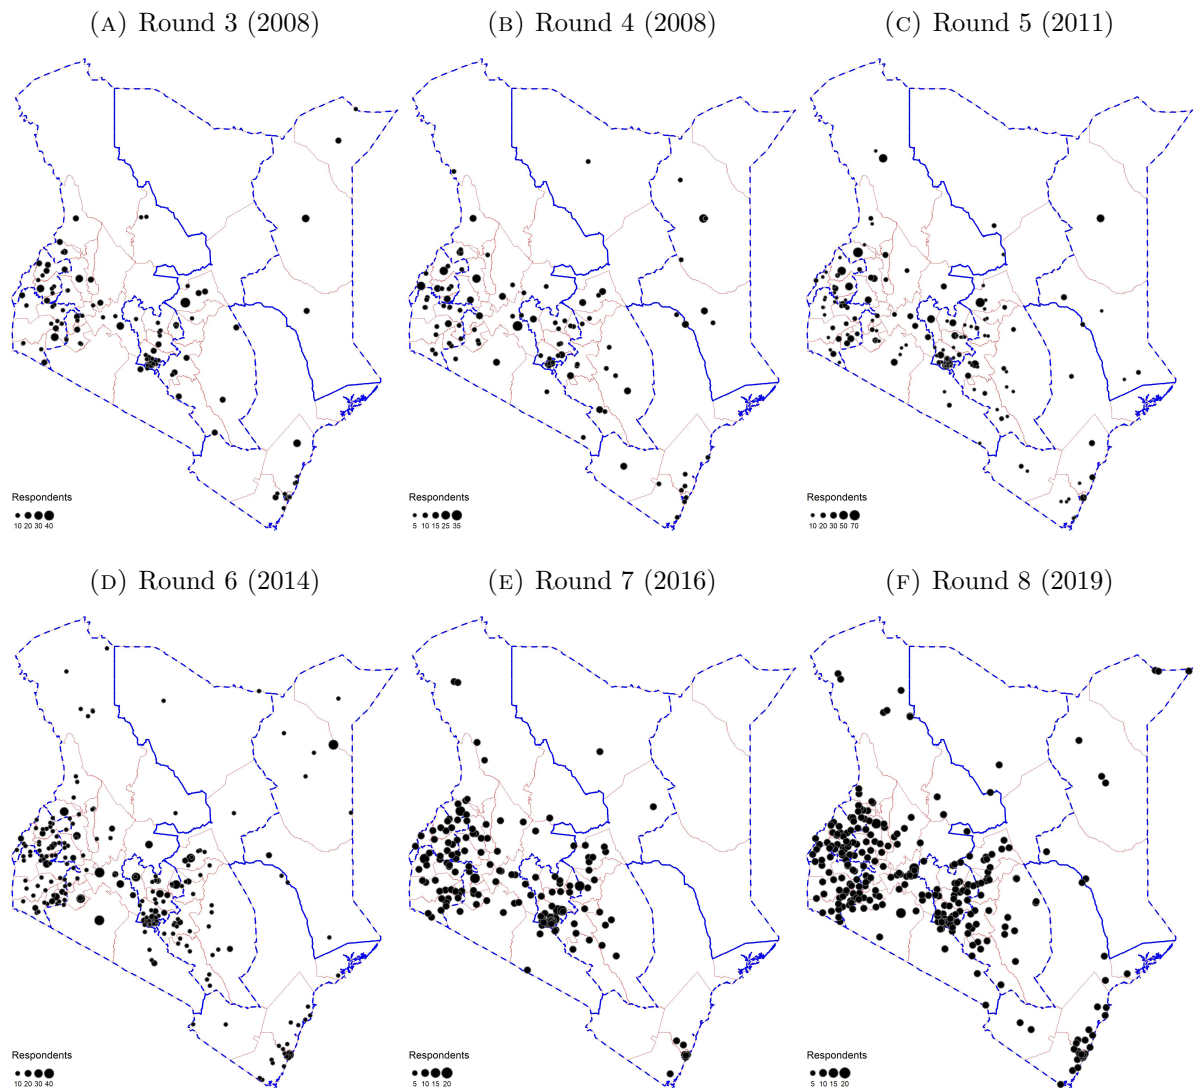 (A) Round 3 (2008)
(B) Round 4 (2008)
(C) Round 5 (2011)
Respondents
10 20 30 40
Respondents
5 10 15 25 35
Respondents
10 20 30 50 70
(D) Round 6 (2014)
(E) Round 7 (2016)
(F) Round 8 (2019)
Respondents
10 20 30 40
Respondents
5 10 15 20
Respondents
5 10 15 20